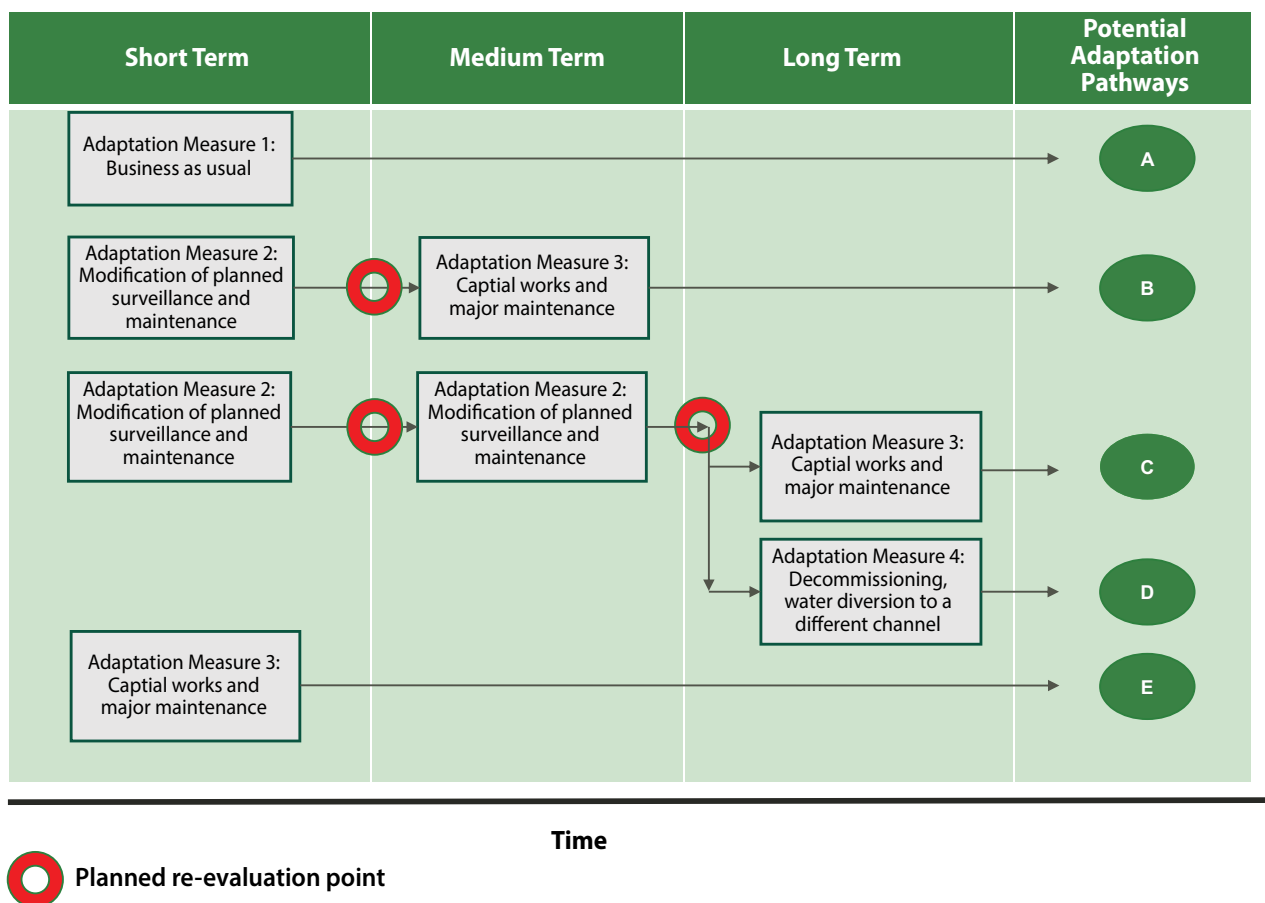 Short Term
Medium Term
Long Term
Potential
Adaptation
Pathways
Adaptation Measure 1:
Business as usual
A
Adaptation Measure 2:
Modification of planned
surveillance and
maintenance
Adaptation Measure 3:
Captial works and
major maintenance
B
Adaptation Measure 2:
Modification of planned
surveillance and
maintenance
Adaptation Measure 2:
Modification of planned
surveillance and
maintenance
Adaptation Measure 3:
Captial works and
major maintenance
C
Adaptation Measure 4:
Decommissioning,
water diversion to a
different channel
D
Adaptation Measure 3:
Captial works and
major maintenance
E
Time
Planned re-evaluation point